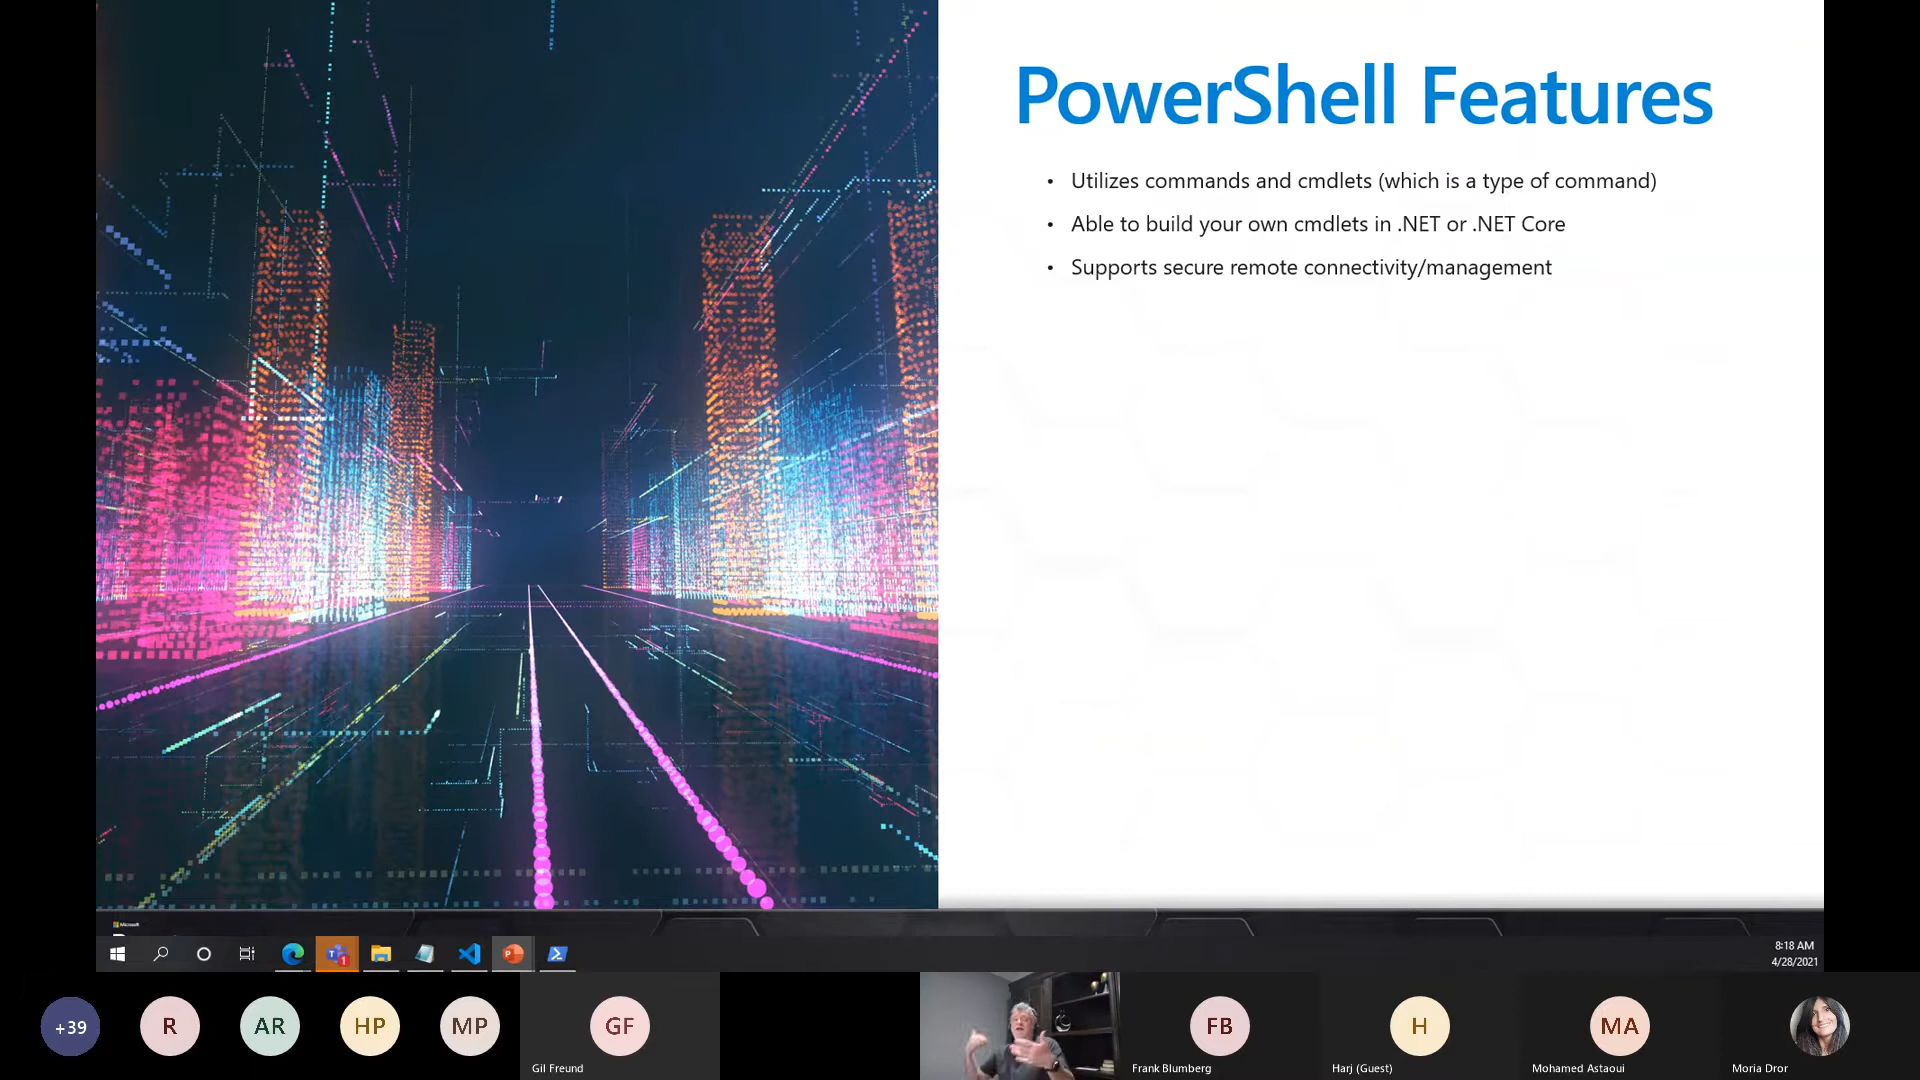 PowerShell Features
• Utilizes commands and cmdlets (which is a type of command)
• Able to build your own cmdlets in .NET or .NET Core
• Supports secure remote connectivity/management
Microsoft
1
8:18 AM
4/28/2021
+39
R
AR
HP
MP
GF
FB
H
MA
Gil Freund
Frank Blumberg
Harj (Guest)
Mohamed Astaoui
Moria Dror